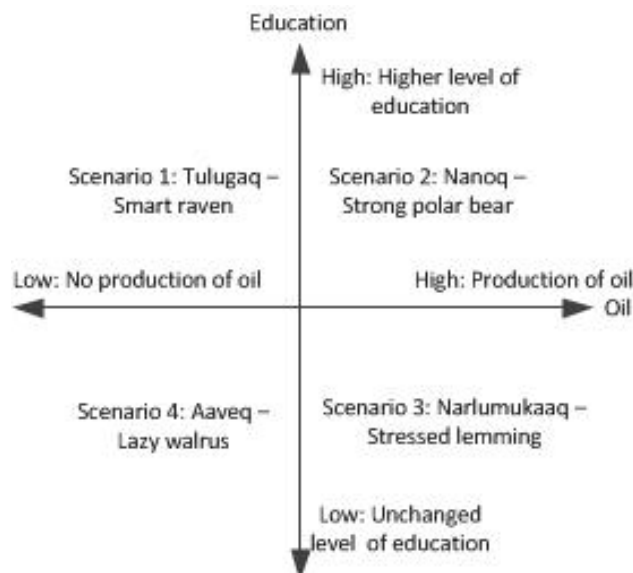 Education
High: Higher level of
education
Scenario 1: Tulugaq –
Smart raven
Scenario 2: Nanoq –
Strong polar bear
Low: No production of oil
High: Production of oil
Oil
Scenario 4: Aaveq –
Lazy walrus
Scenario 3: Narlumukaaq –
Stressed lemming
Low: Unchanged
level of education